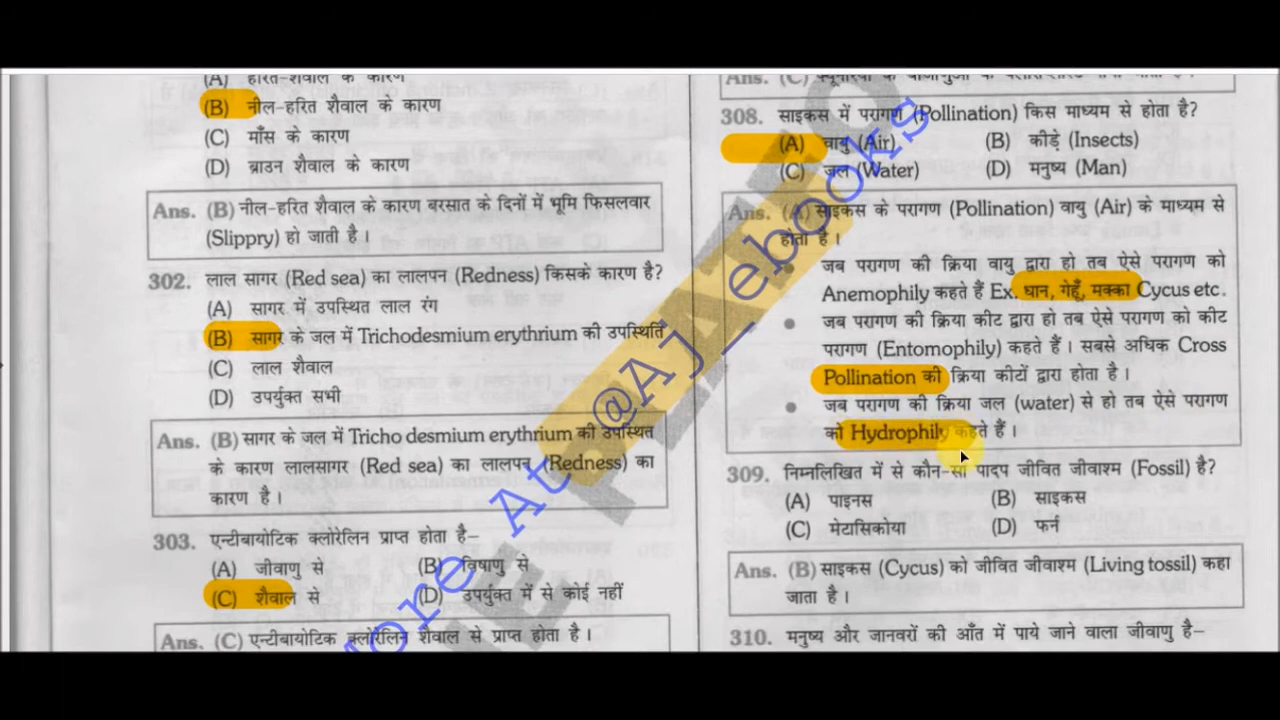 (A) हरित-शैवाल के कारण
(B) नील-हरित शैवाल के कारण
(C) माँस के कारण
(D) ब्राउन शैवाल के कारण
Ans. (B) नील-हरित शैवाल के कारण बरसात के दिनों में भूमि फिसलवार
(Slippry) हो जाती है।
302. लाल सागर (Red sea) का लालपन (Redness) किसके कारण है?
(A) सागर में उपस्थित लाल रंग
(B) सागर के जल में Trichodesmium erythrium की उपस्थिति
(C) लाल शैवाल
(D) उपर्युक्त सभी
Ans. (B) सागर के जल में Tricho desmium erythrium की उपस्थित
के कारण लालसागर (Red sea) का लालपन (Redness) का
कारण है।
303. एन्टीबायोटिक क्लोरेलिन प्राप्त होता है–
(A) जीवाणु से (B) विषाणु से
(C) शैवाल से (D) उपर्युक्त में से कोई नहीं
Ans. (C) एन्टीबायोटिक क्लोरेलिन शैवाल से प्राप्त होता है।
Ans. (C)
308. साइकस में परागण (Pollination) किस माध्यम से होता है?
(A) वायु (Air) (B) कीड़े (Insects)
(C) जल (Water) (D) मनुष्य (Man)
Ans. (A) साइकस के परागण (Pollination) वायु (Air) के माध्यम से
होता है।
● जब परागण की क्रिया वायु द्वारा हो तब ऐसे परागण को
Anemophily कहते हैं Ex. धान, गेहूँ, मक्का Cycus etc.
● जब परागण की क्रिया कीट द्वारा हो तब ऐसे परागण को कीट
परागण (Entomophily) कहते हैं। सबसे अधिक Cross
Pollination की क्रिया कीटों द्वारा होता है।
● जब परागण की क्रिया जल (water) से हो तब ऐसे परागण
को Hydrophily कहते हैं।
309. निम्नलिखित में से कौन-सा पादप जीवित जीवाश्म (Fossil) है?
(A) पाइनस (B) साइकस
(C) मेटासिकोया (D) फर्न
Ans. (B) साइकस (Cycus) को जीवित जीवाश्म (Living tossil) कहा
जाता है।
310. मनुष्य और जानवरों की आँत में पाये जाने वाला जीवाणु है–
ore At @AJ_ebooks